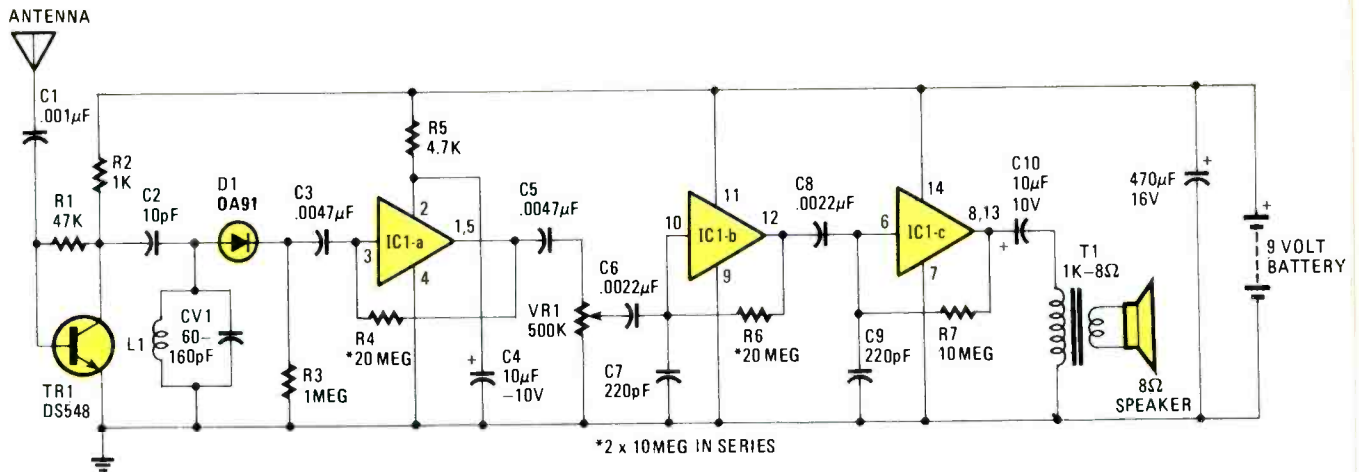 ANTENNA
C1
.001µF
R1
47K
R2
1K
C2
10pF
D1
OA91
C3
.0047µF
R5
4.7K
2
3
IC1-a
1,5
4
C5
.0047µF
R4
*20 MEG
L1
CV1
60–
160pF
TR1
DS548
R3
1MEG
C4
+
10µF
–10V
VR1
500K
C6
.0022µF
10
11
IC1-b
12
9
C8
.0022µF
R6
*20 MEG
C7
220pF
6
14
IC1-c
8,13
7
C9
220pF
R7
10 MEG
C10
10µF
10V
+
T1
1K–8Ω
8Ω
SPEAKER
470µF
16V
+
+
9 VOLT
BATTERY
*2 x 10MEG IN SERIES